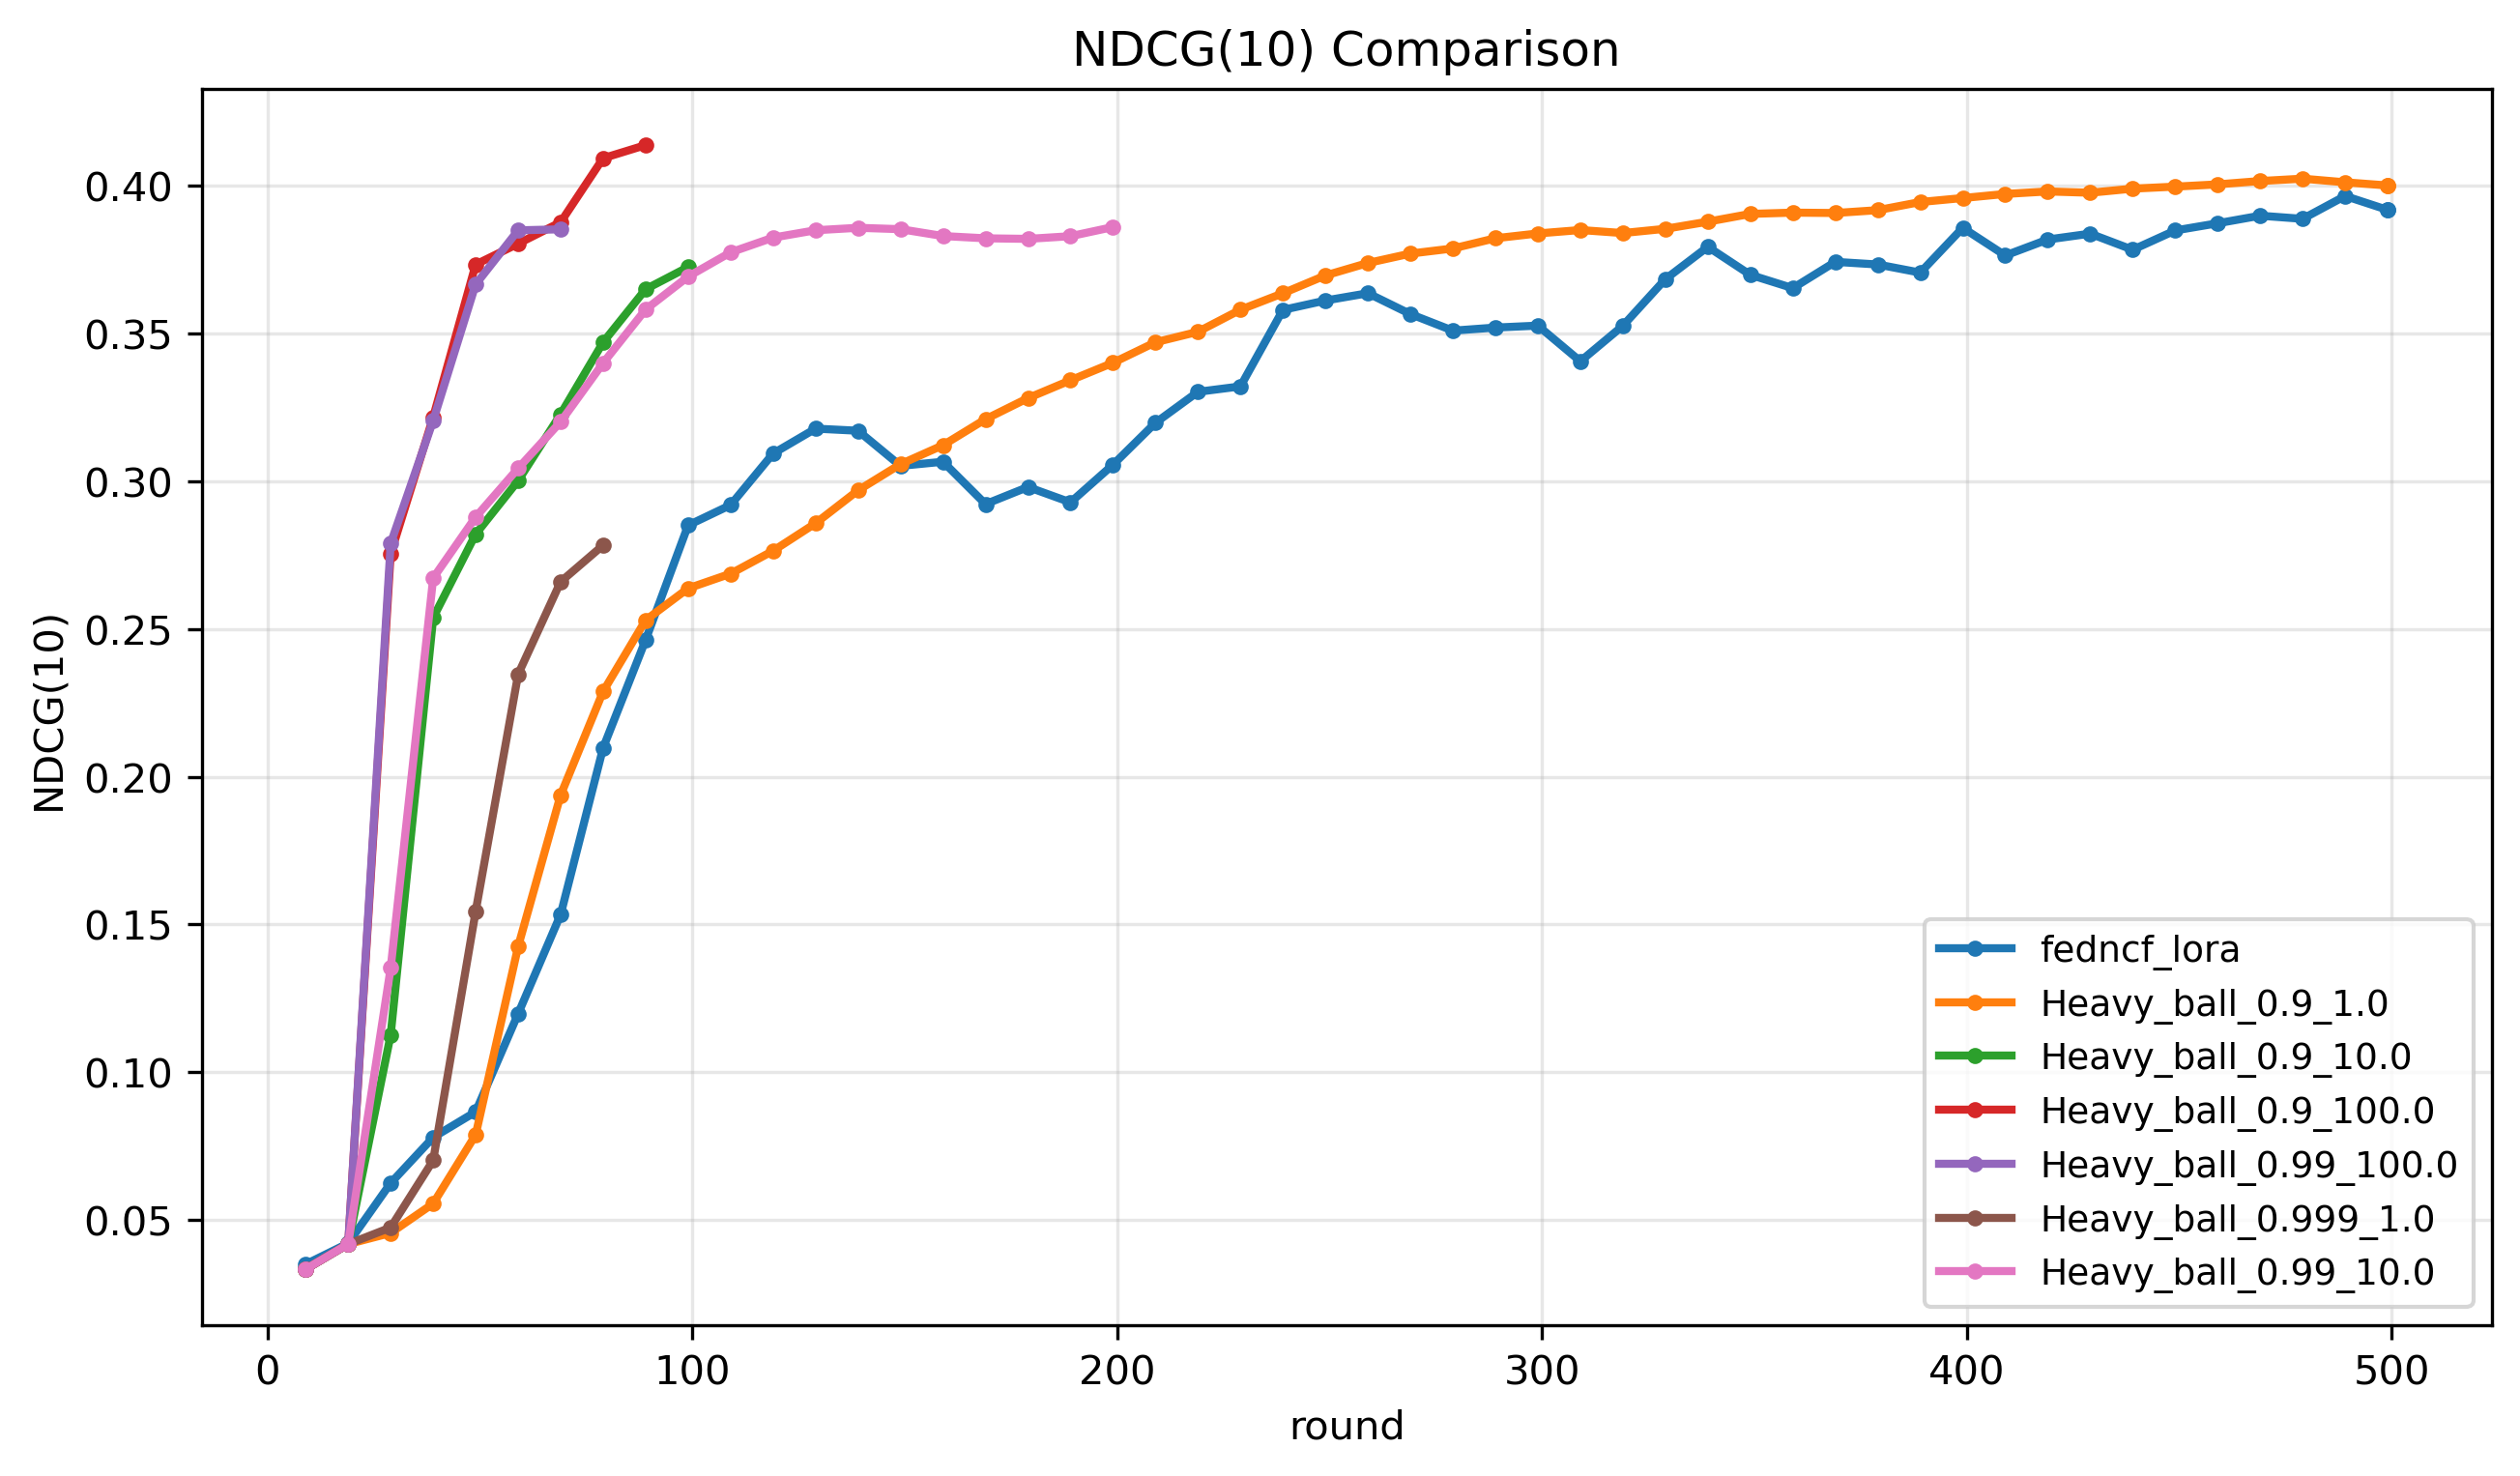 NDCG(10) Comparison
NDCG(10)
0.40
0.35
0.30
0.25
0.20
0.15
0.10
0.05
0
100
200
300
400
500
round
fedncf_lora
Heavy_ball_0.9_1.0
Heavy_ball_0.9_10.0
Heavy_ball_0.9_100.0
Heavy_ball_0.99_100.0
Heavy_ball_0.999_1.0
Heavy_ball_0.99_10.0